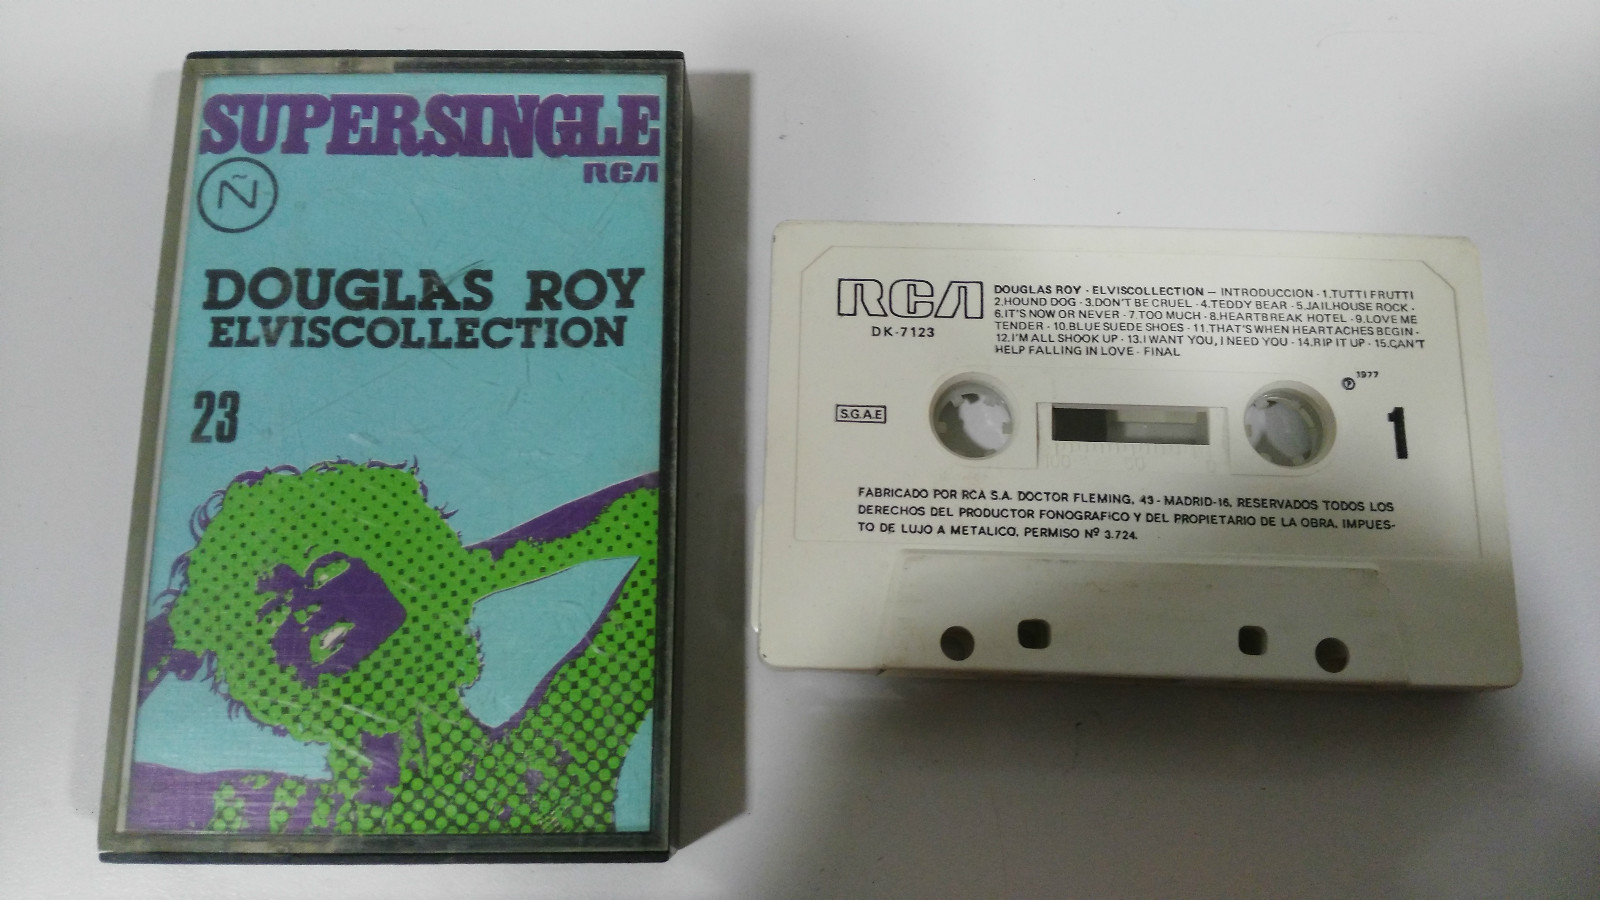 SUPERSINGLE
RCA
Ñ
DOUGLAS ROY
ELVISCOLLECTION
23
RCA
DK-7123
DOUGLAS ROY - ELVISCOLLECTION — INTRODUCCION - 1.TUTTI FRUTTI
2.HOUND DOG - 3.DON'T BE CRUEL - 4.TEDDY BEAR - 5.JAILHOUSE ROCK -
6.IT'S NOW OR NEVER - 7.TOO MUCH - 8.HEARTBREAK HOTEL - 9.LOVE ME
TENDER - 10.BLUE SUEDE SHOES - 11.THAT'S WHEN HEARTACHES BEGIN -
12.I'M ALL SHOOK UP - 13.I WANT YOU, I NEED YOU - 14.RIP IT UP - 15.CAN'T
HELP FALLING IN LOVE - FINAL
Ⓟ 1977
S.G.A.E
1
100 50 0
FABRICADO POR RCA S.A. DOCTOR FLEMING, 43 - MADRID-16. RESERVADOS TODOS LOS
DERECHOS DEL PRODUCTOR FONOGRAFICO Y DEL PROPIETARIO DE LA OBRA. IMPUES-
TO DE LUJO A METALICO. PERMISO Nº 3.724.